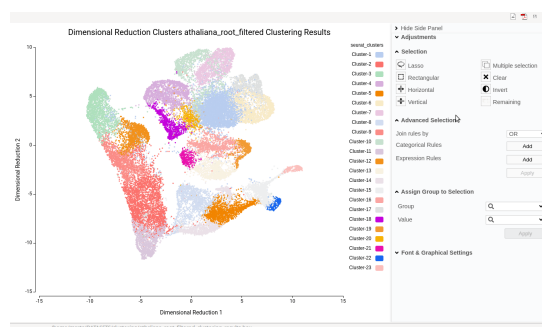 Hide Side Panel
Adjustments
Dimensional Reduction Clusters athaliana_root_filtered Clustering Results
seurat_clusters
Cluster-1
Cluster-2
Cluster-3
Cluster-4
Cluster-5
Cluster-6
Cluster-7
Cluster-8
Cluster-9
Cluster-10
Cluster-11
Cluster-12
Cluster-13
Cluster-14
Cluster-15
Cluster-16
Cluster-17
Cluster-18
Cluster-19
Cluster-20
Cluster-21
Cluster-22
Cluster-23
10
5
0
-5
-10
-15
Dimensional Reduction 2
-15
-10
-5
0
5
10
15
Dimensional Reduction 1
Selection
Lasso
Multiple selection
Rectangular
Clear
Horizontal
Invert
Vertical
Remaining
Advanced Selection
Join rules by
OR
Categorical Rules
Add
Expression Rules
Add
Apply
Assign Group to Selection
Group
Value
Apply
Font & Graphical Settings